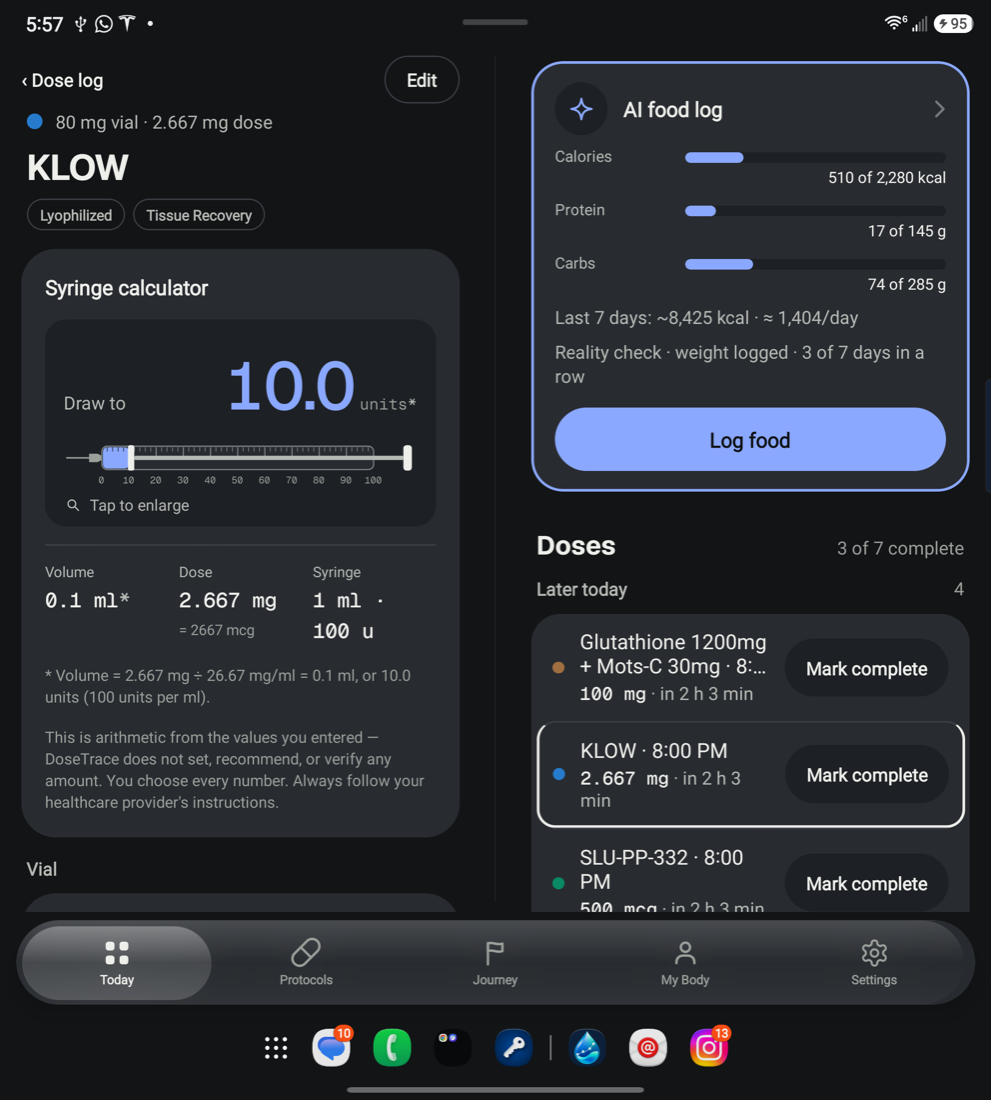 5:57
6
95
‹ Dose log
Edit
80 mg vial · 2.667 mg dose
KLOW
Lyophilized
Tissue Recovery
Syringe calculator
Draw to
10.0 units*
0 10 20 30 40 50 60 70 80 90 100
Tap to enlarge
Volume Dose Syringe
0.1 ml* 2.667 mg 1 ml ·
= 2667 mcg 100 u
* Volume = 2.667 mg ÷ 26.67 mg/ml = 0.1 ml, or 10.0
units (100 units per ml).
This is arithmetic from the values you entered —
DoseTrace does not set, recommend, or verify any
amount. You choose every number. Always follow your
healthcare provider's instructions.
Vial
AI food log
Calories
510 of 2,280 kcal
Protein
17 of 145 g
Carbs
74 of 285 g
Last 7 days: ~8,425 kcal · ≈ 1,404/day
Reality check · weight logged · 3 of 7 days in a
row
Log food
Doses
3 of 7 complete
Later today
4
Glutathione 1200mg
+ Mots-C 30mg · 8:...
100 mg · in 2 h 3 min
Mark complete
KLOW · 8:00 PM
2.667 mg · in 2 h 3
min
Mark complete
SLU-PP-332 · 8:00
PM
500 mcg · in 2 h 3 min
Mark complete
Today
Protocols
Journey
My Body
Settings
10
13